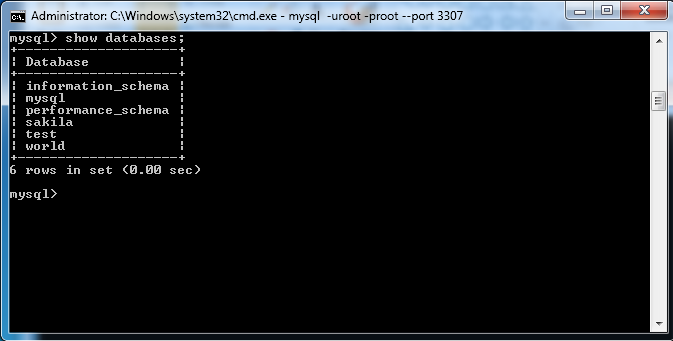 Administrator: C:\Windows\system32\cmd.exe - mysql  -uroot -proot --port 3307
mysql> show databases;
+--------------------+
| Database           |
+--------------------+
| information_schema |
| mysql              |
| performance_schema |
| sakila             |
| test               |
| world              |
+--------------------+
6 rows in set (0.00 sec)
mysql>